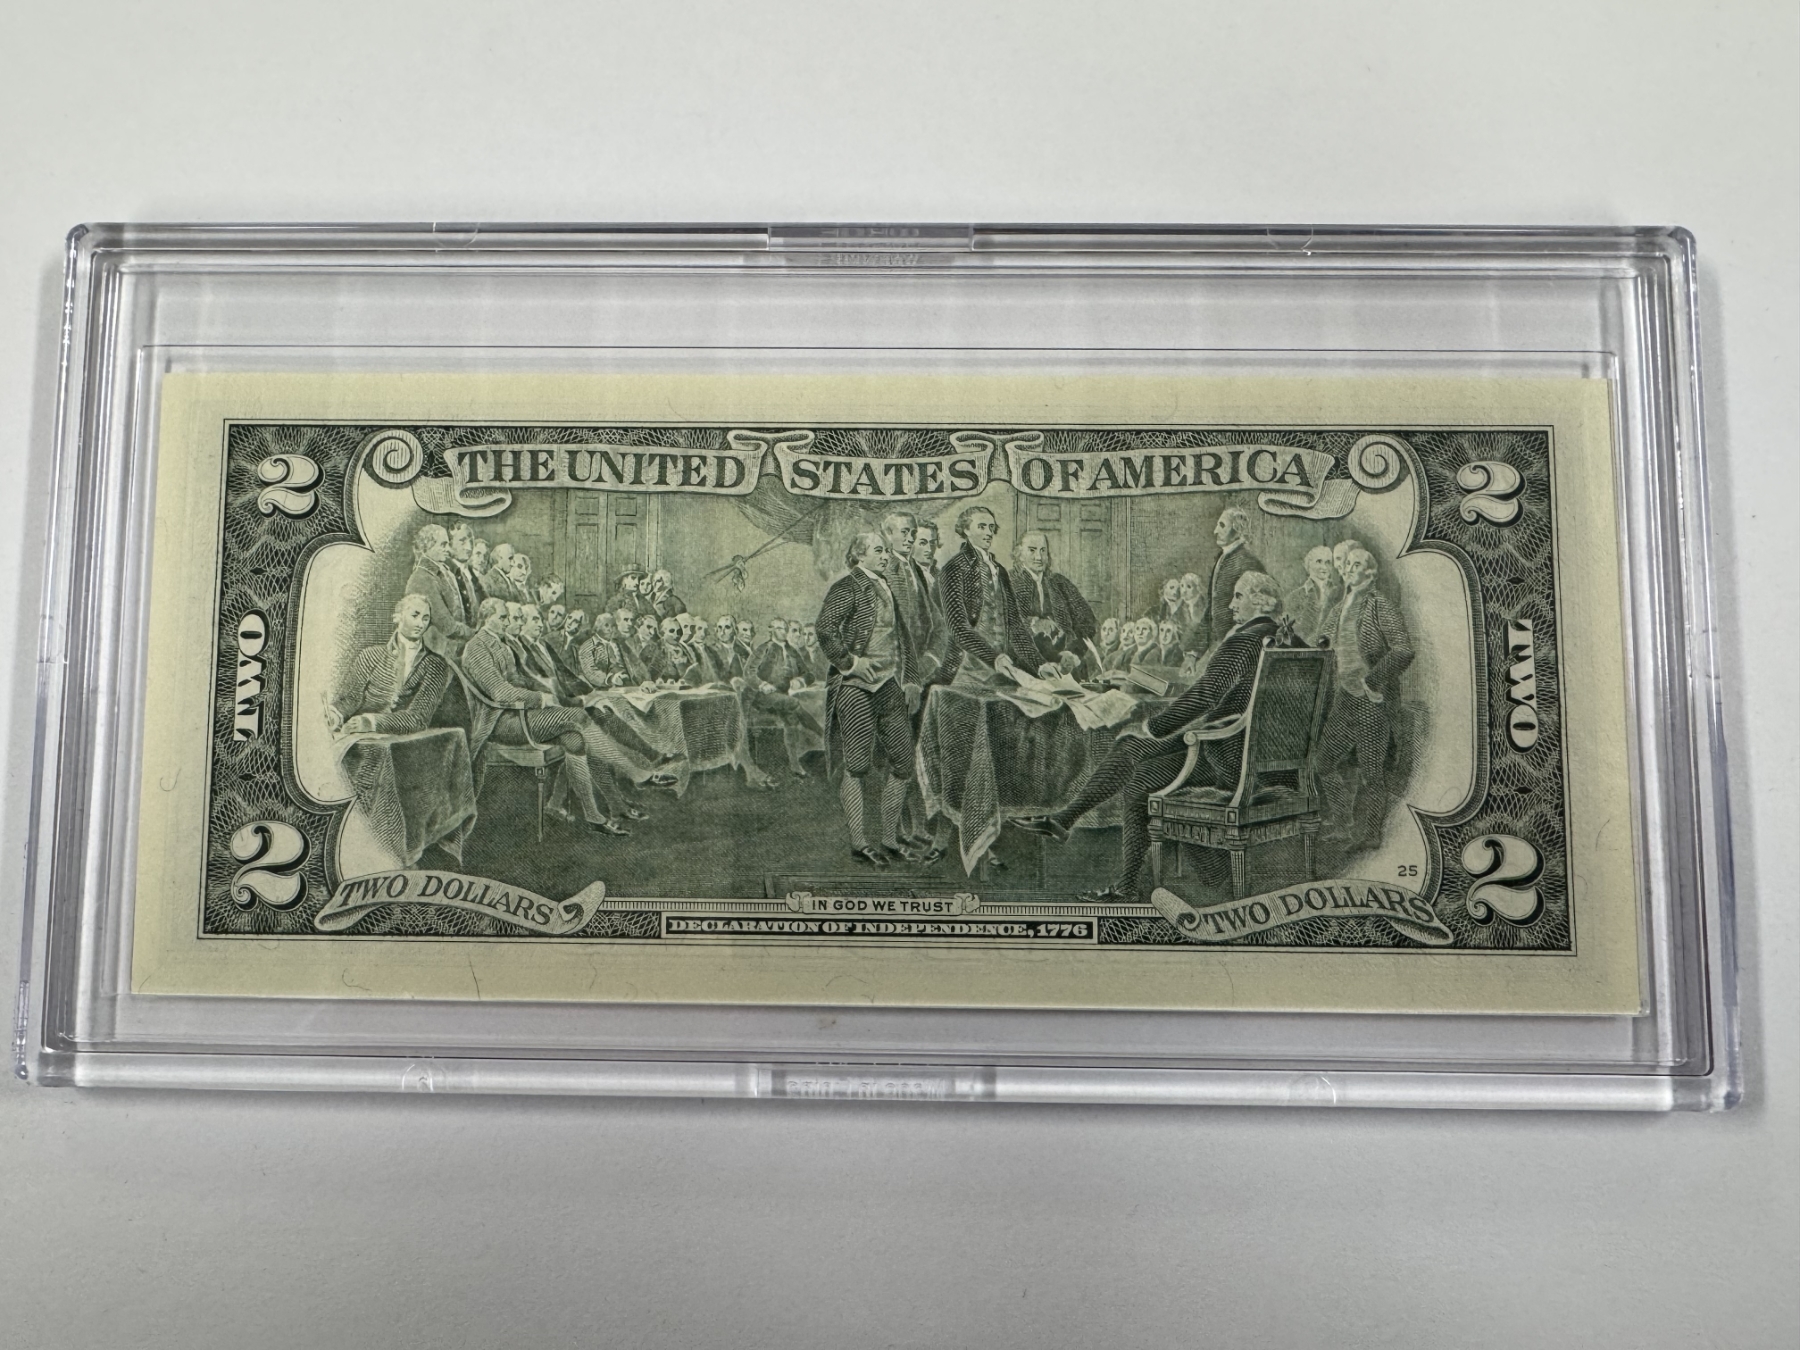 THE UNITED STATES OF AMERICA
2
2
TWO
TWO
2
2
25
TWO DOLLARS
TWO DOLLARS
IN GOD WE TRUST
DECLARATION OF INDEPENDENCE, 1776